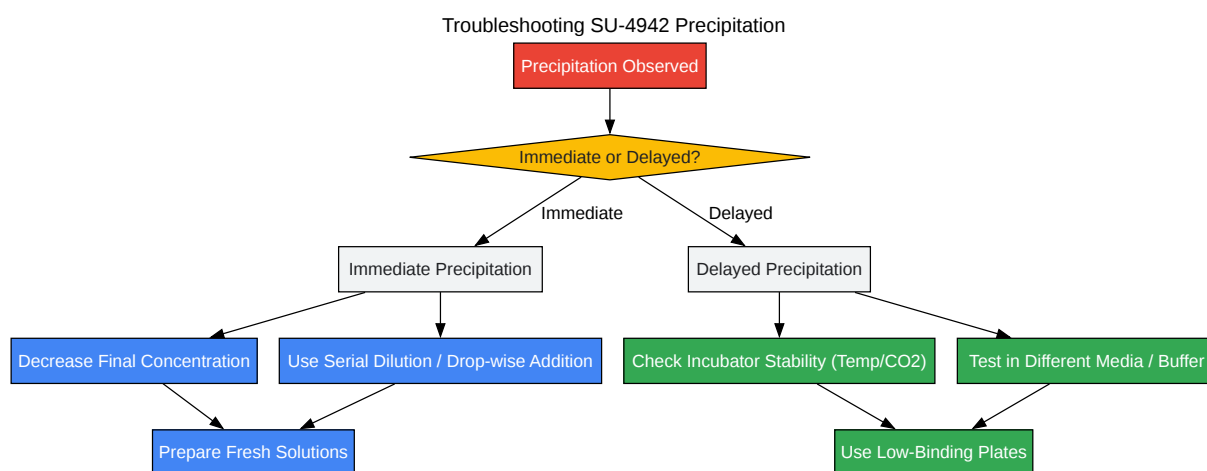 Troubleshooting SU-4942 Precipitation
Precipitation Observed
Immediate or Delayed?
Immediate
Delayed
Immediate Precipitation
Delayed Precipitation
Decrease Final Concentration
Use Serial Dilution / Drop-wise Addition
Check Incubator Stability (Temp/CO2)
Test in Different Media / Buffer
Prepare Fresh Solutions
Use Low-Binding Plates